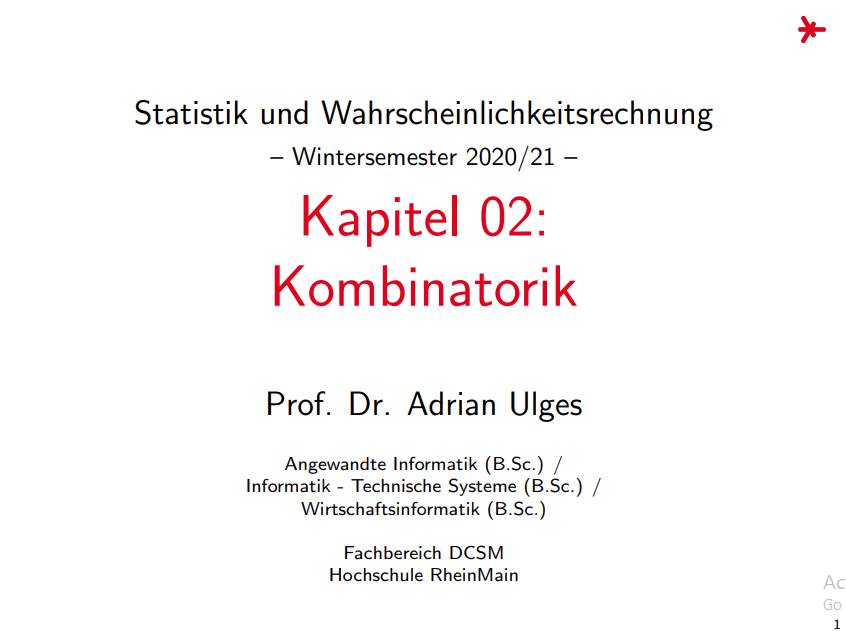 Statistik und Wahrscheinlichkeitsrechnung
– Wintersemester 2020/21 –
Kapitel 02:
Kombinatorik
Prof. Dr. Adrian Ulges
Angewandte Informatik (B.Sc.) /
Informatik - Technische Systeme (B.Sc.) /
Wirtschaftsinformatik (B.Sc.)
Fachbereich DCSM
Hochschule RheinMain
Ac
Go
1